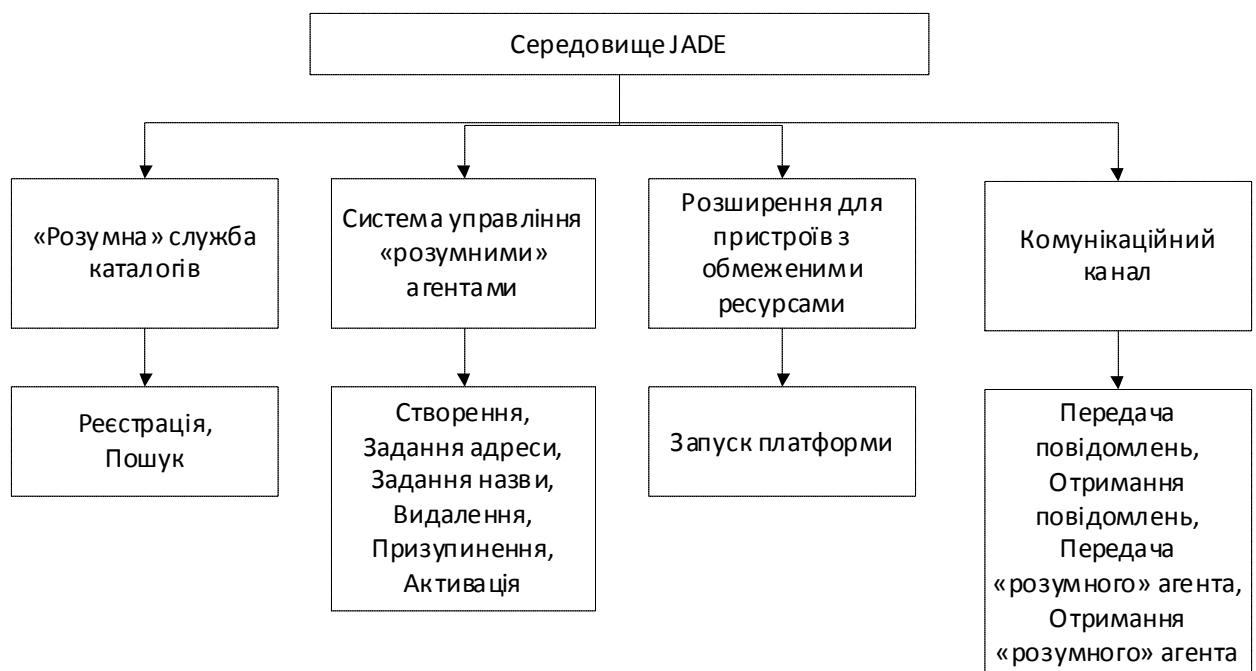 Середовище JADE
«Розумна» служба
каталогів
Система управління
«розумними»
агентами
Розширення для
пристроїв з
обмеженими
ресурсами
Комунікаційний
канал
Реєстрація,
Пошук
Створення,
Задання адреси,
Задання назви,
Видалення,
Призупинення,
Активація
Запуск платформи
Передача
повідомлень,
Отримання
повідомлень,
Передача
«розумного» агента,
Отримання
«розумного» агента